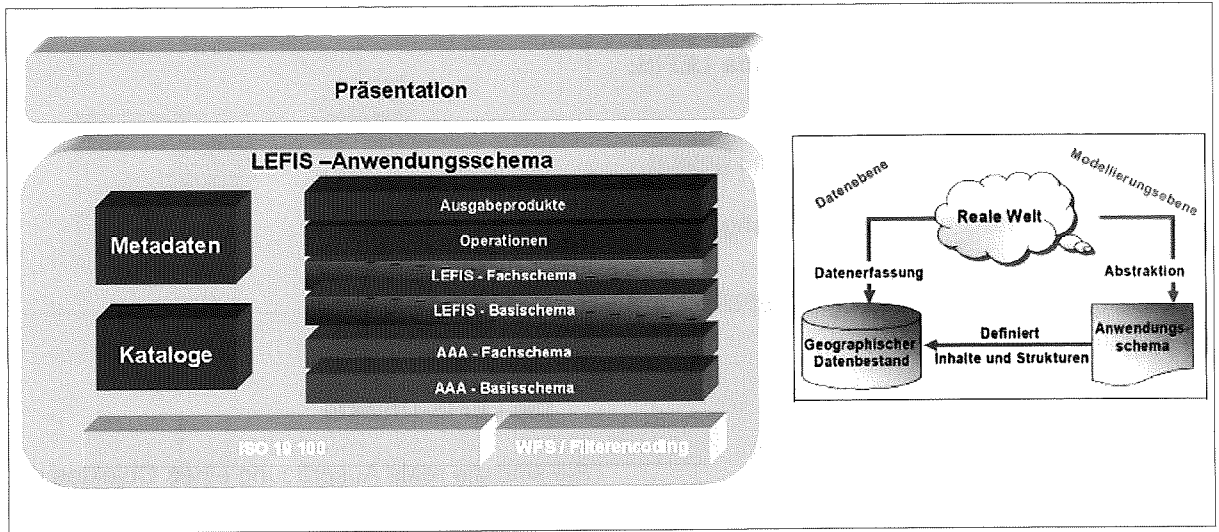 Präsentation
LEFIS –Anwendungsschema
Metadaten
Kataloge
Ausgabeprodukte
Operationen
LEFIS - Fachschema
LEFIS - Basischema
AAA - Fachschema
AAA - Basisschema
ISO 19 100
WFS / Filterencoding
Datenebene
Modellierungsebene
Reale Welt
Datenerfassung
Abstraktion
Geographischer
Datenbestand
Definiert
Inhalte und Strukturen
Anwendungs-
schema